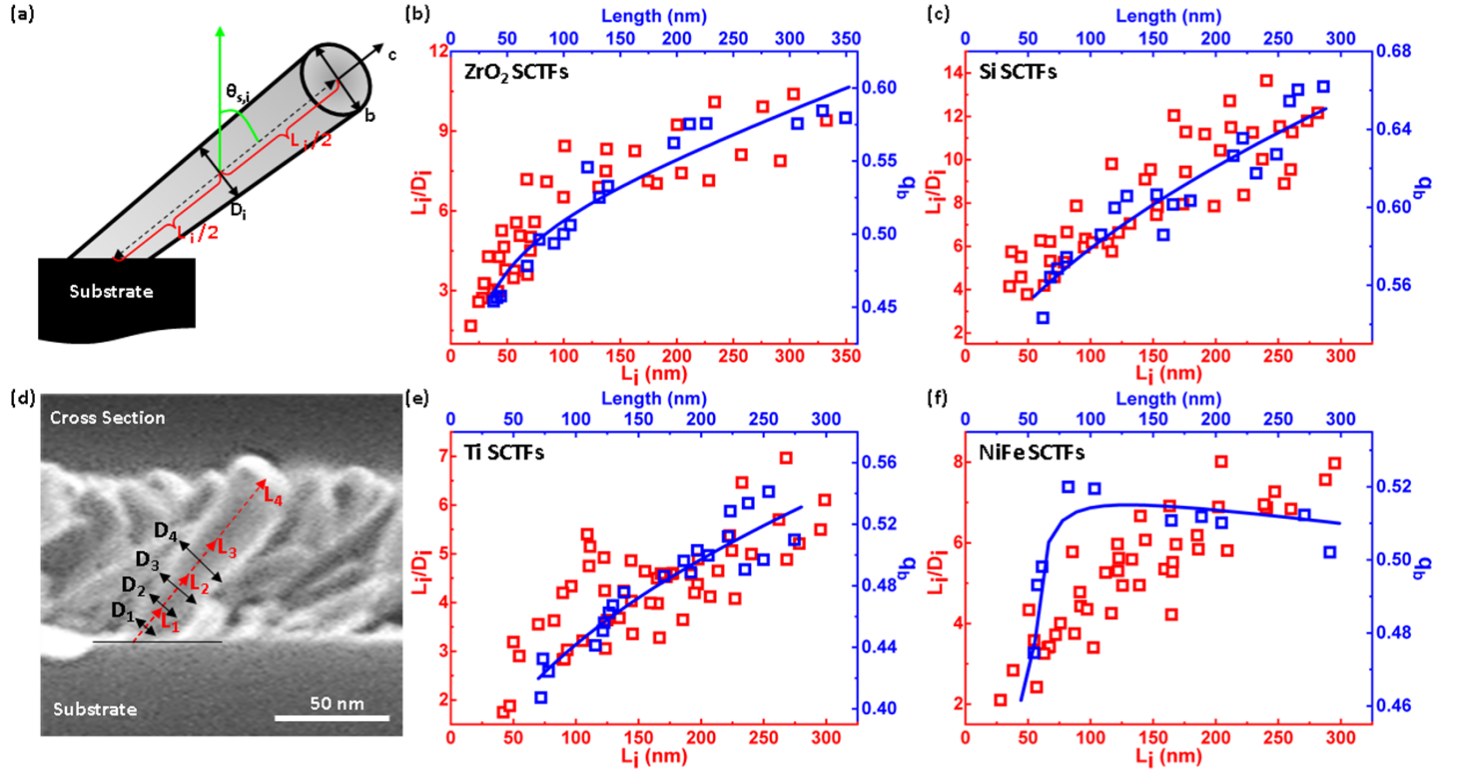 (a)
θs,i
c
b
Li/2
Di
Li/2
Substrate
(b)
Length (nm)
0 50 100 150 200 250 300 350
ZrO2 SCTFs
12
9
6
3
Li/Di
0.60
0.55
0.50
0.45
qb
0 50 100 150 200 250 300 350
Li (nm)
(c)
Length (nm)
0 50 100 150 200 250 300
Si SCTFs
14
12
10
8
6
4
2
Li/Di
0.68
0.64
0.60
0.56
qb
0 50 100 150 200 250 300
Li (nm)
(d)
Cross Section
L4
D4
L3
D3
L2
D2
L1
D1
Substrate
50 nm
(e)
Length (nm)
0 50 100 150 200 250 300
Ti SCTFs
7
6
5
4
3
2
Li/Di
0.56
0.52
0.48
0.44
0.40
qb
0 50 100 150 200 250 300
Li (nm)
(f)
Length (nm)
0 50 100 150 200 250 300
NiFe SCTFs
8
6
4
2
Li/Di
0.52
0.50
0.48
0.46
qb
0 50 100 150 200 250 300
Li (nm)